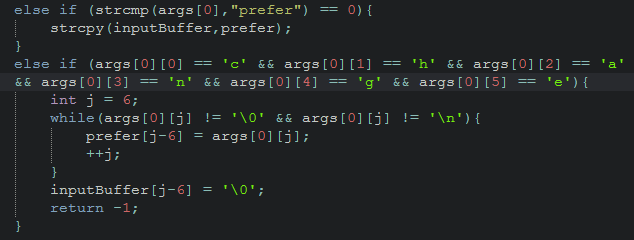 else if (strcmp(args[0],"prefer") == 0){
    strcpy(inputBuffer,prefer);
}
else if (args[0][0] == 'c' && args[0][1] == 'h' && args[0][2] == 'a'
&& args[0][3] == 'n' && args[0][4] == 'g' && args[0][5] == 'e'){
    int j = 6;
    while(args[0][j] != '\0' && args[0][j] != '\n'){
        prefer[j-6] = args[0][j];
        ++j;
    }
    inputBuffer[j-6] = '\0';
    return -1;
}